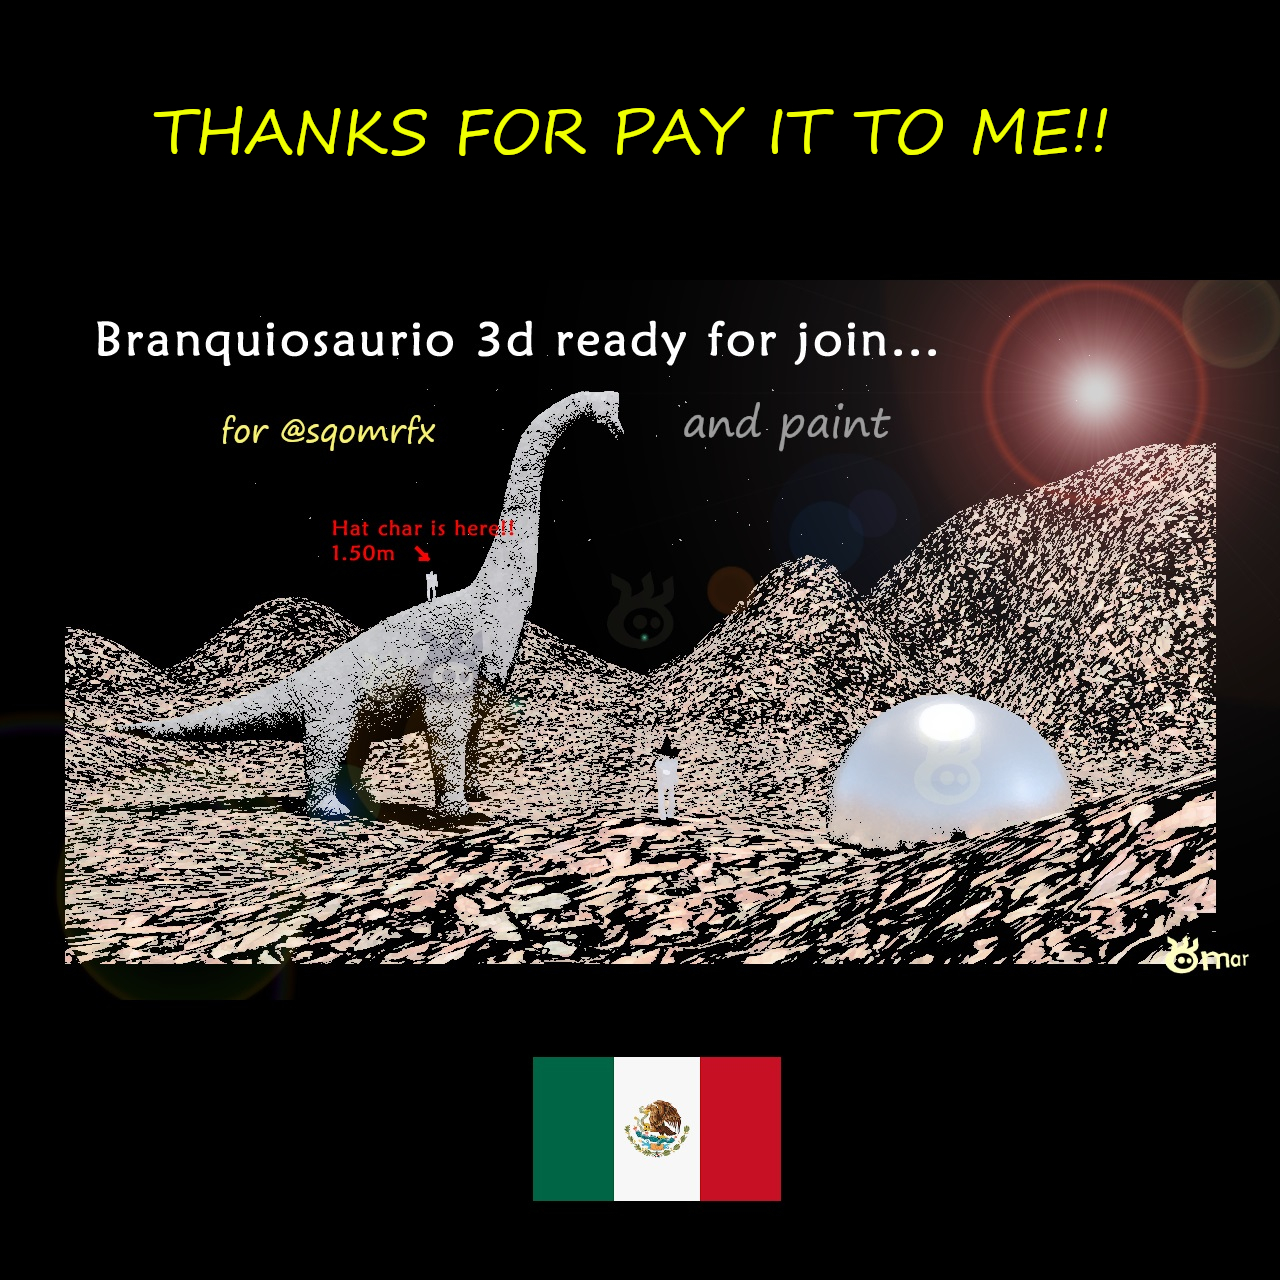 THANKS FOR PAY IT TO ME!!
Branquiosaurio 3d ready for join...
for @sqomrfx
and paint
Hat char is here!!
1.50m
Omar